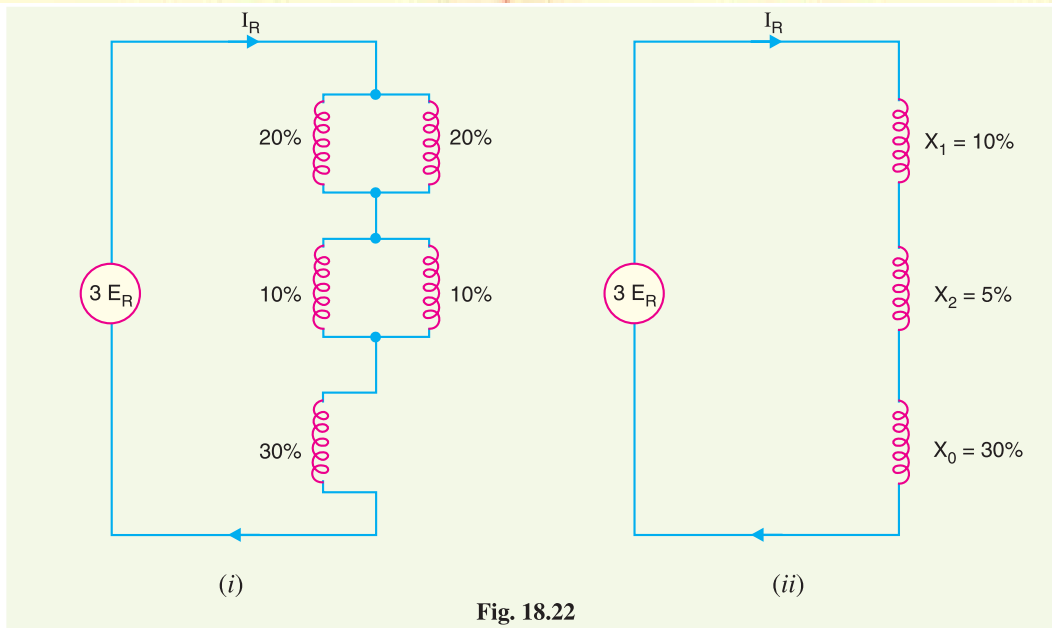 I_R
20%
20%
10%
10%
3 E_R
30%
(i)
I_R
X_1 = 10%
3 E_R
X_2 = 5%
X_0 = 30%
(ii)
Fig. 18.22